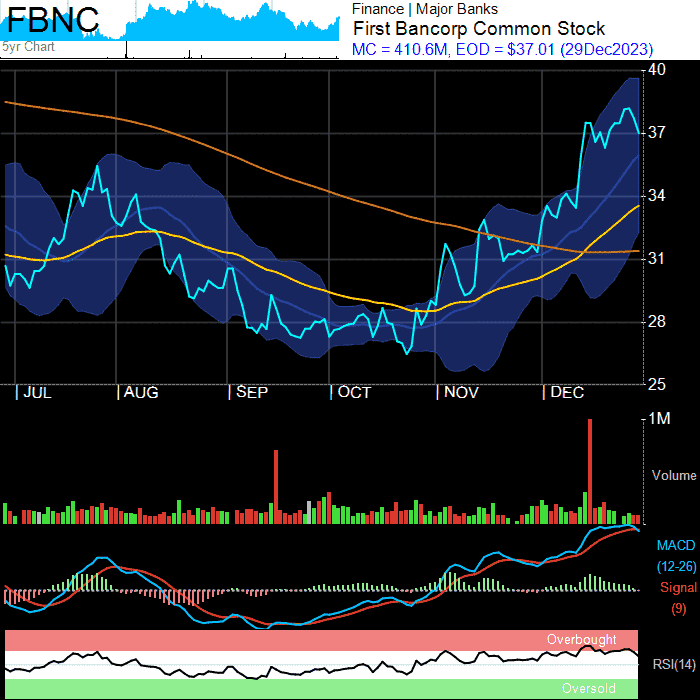 FBNC
5yr Chart
Finance | Major Banks
First Bancorp Common Stock
MC = 410.6M, EOD = $37.01 (29Dec2023)
40
37
34
31
28
25
JUL AUG SEP OCT NOV DEC
1M
Volume
MACD
(12-26)
Signal
(9)
Overbought
RSI(14)
Oversold